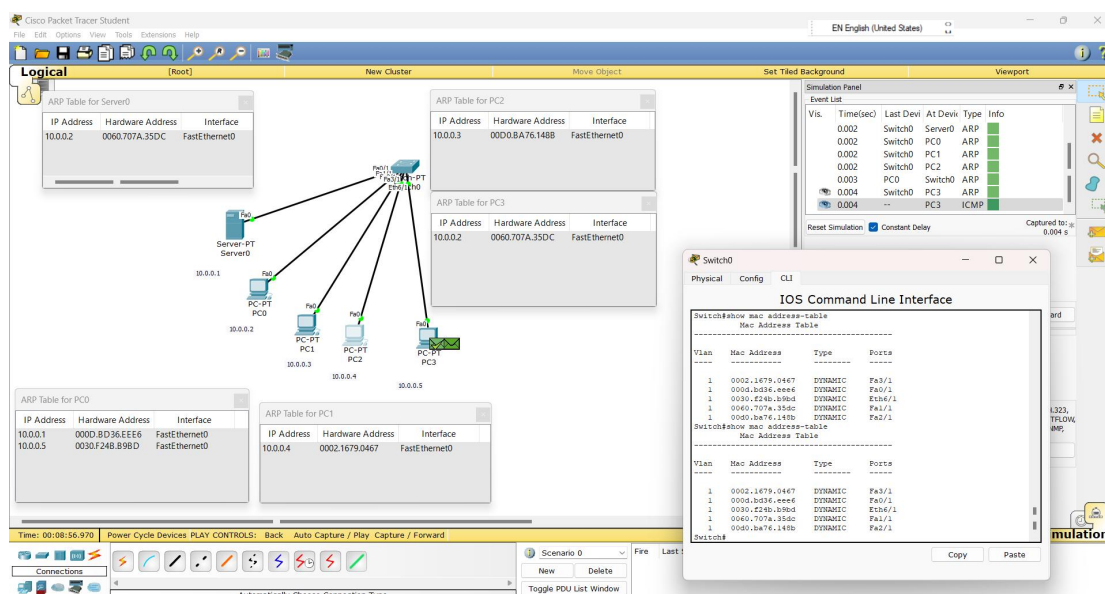 Cisco Packet Tracer Student
File Edit Options View Tools Extensions Help
EN English (United States)
Logical [Root] New Cluster Move Object Set Tiled Background Viewport
ARP Table for Server0
IP Address Hardware Address Interface
10.0.0.2 0060.707A.35DC FastEthernet0
ARP Table for PC2
IP Address Hardware Address Interface
10.0.0.3 00D0.BA76.148B FastEthernet0
ARP Table for PC3
IP Address Hardware Address Interface
10.0.0.2 0060.707A.35DC FastEthernet0
Fa0
Server-PT
Server0
10.0.0.1
Fa0
PC-PT
PC0
10.0.0.2
Fa0
PC-PT
PC1
10.0.0.3
PC-PT
PC2
10.0.0.4
Fa0
PC-PT
PC3
10.0.0.5
ARP Table for PC0
IP Address Hardware Address Interface
10.0.0.1 000D.BD36.EEE6 FastEthernet0
10.0.0.5 0030.F24B.B9BD FastEthernet0
ARP Table for PC1
IP Address Hardware Address Interface
10.0.0.4 0002.1679.0467 FastEthernet0
Simulation Panel
Event List
Vis. Time(sec) Last Devi At Devic Type Info
0.002 Switch0 Server0 ARP
0.002 Switch0 PC0 ARP
0.002 Switch0 PC1 ARP
0.002 Switch0 PC2 ARP
0.003 PC0 Switch0 ARP
0.004 Switch0 PC3 ARP
0.004 -- PC3 ICMP
Reset Simulation Constant Delay Captured to:
0.004 s
Switch0
Physical Config CLI
IOS Command Line Interface
Switch#show mac address-table
Mac Address Table
-------------------------------------------
Vlan Mac Address Type Ports
---- ----------- -------- -----
1 0002.1679.0467 DYNAMIC Fa3/1
1 000d.bd36.eee6 DYNAMIC Fa0/1
1 0030.f24b.b9bd DYNAMIC Eth6/1
1 0060.707a.35dc DYNAMIC Fa1/1
1 00d0.ba76.148b DYNAMIC Fa2/1
Switch#show mac address-table
Mac Address Table
-------------------------------------------
Vlan Mac Address Type Ports
---- ----------- -------- -----
1 0002.1679.0467 DYNAMIC Fa3/1
1 000d.bd36.eee6 DYNAMIC Fa0/1
1 0030.f24b.b9bd DYNAMIC Eth6/1
1 0060.707a.35dc DYNAMIC Fa1/1
1 00d0.ba76.148b DYNAMIC Fa2/1
Switch#
Copy Paste
Time: 00:08:56.970 Power Cycle Devices PLAY CONTROLS: Back Auto Capture / Play Capture / Forward
Connections
Scenario 0
New Delete
Toggle PDU List Window
Fire Last
Automatically Choose Connection Type